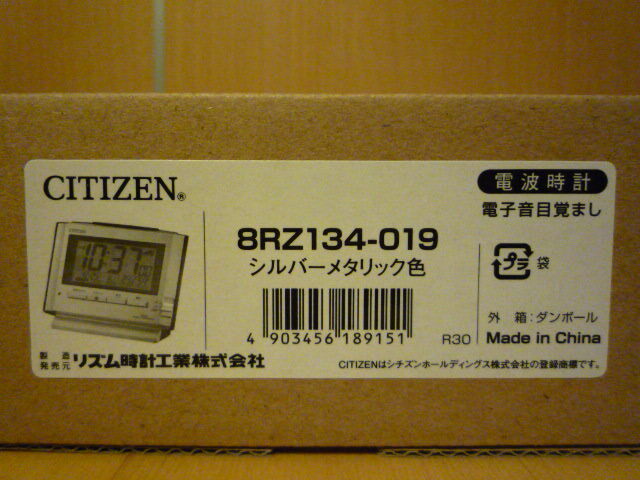 CITIZEN®
電波時計
電子音目覚まし
8RZ134-019
シルバーメタリック色
CITIZEN
10:37
プラ 袋
外 箱:ダンボール
4 903456 189151
R30
Made in China
製造
発売元 リズム時計工業株式会社
CITIZENはシチズンホールディングス株式会社の登録商標です。